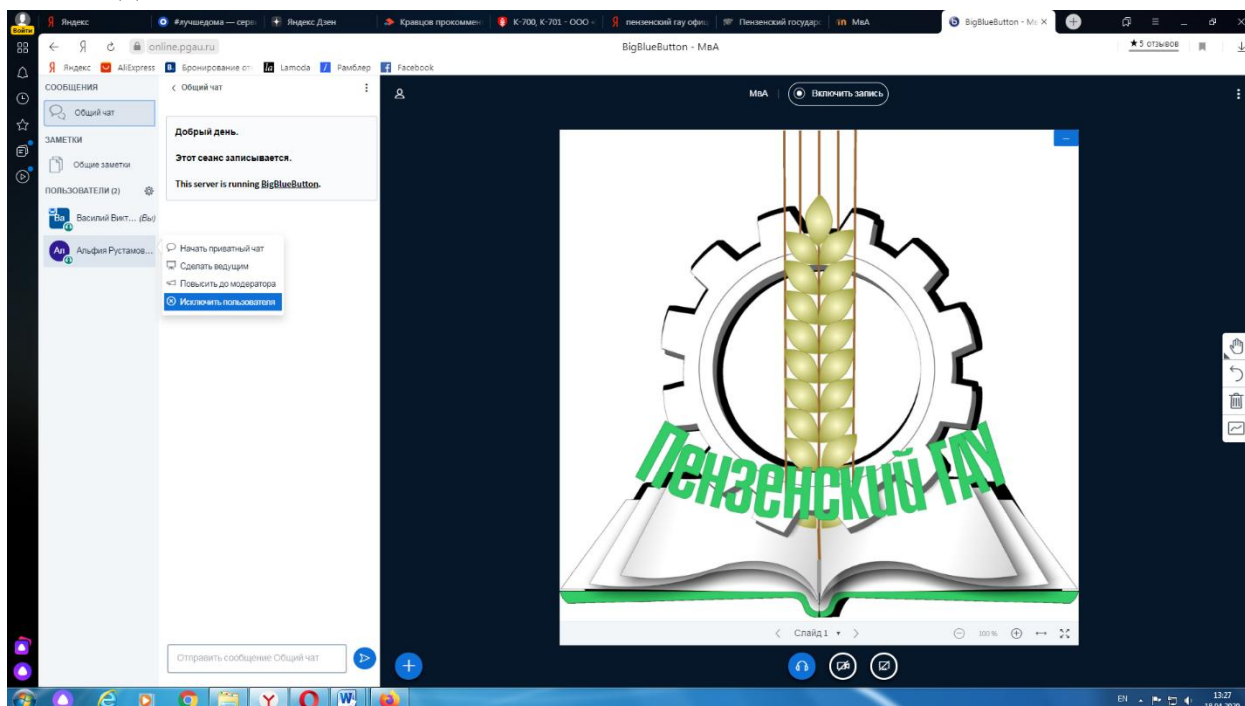 Яндекс
#лучшедома — серв
Яндекс Дзен
Кравцов прокоммен
К-700, К-701 - ООО «
пензенский гау офиц
Пензенский государс
МвА
BigBlueButton - Мв
Войти
online.pgau.ru
BigBlueButton - МвА
★5 отзывов
Яндекс
AliExpress
Бронирование от
Lamoda
Рамблер
Facebook
СООБЩЕНИЯ
Общий чат
ЗАМЕТКИ
Общие заметки
ПОЛЬЗОВАТЕЛИ (2)
Ва
Василий Викт... (Вы)
Ал
Альфия Рустамов...
Общий чат
Добрый день.
Этот сеанс записывается.
This server is running BigBlueButton.
Начать приватный чат
Сделать ведущим
Повысить до модератора
Исключить пользователя
Отправить сообщение Общий чат
МвА
Включить запись
Пензенский ГАУ
Слайд 1
100%
EN
13:27